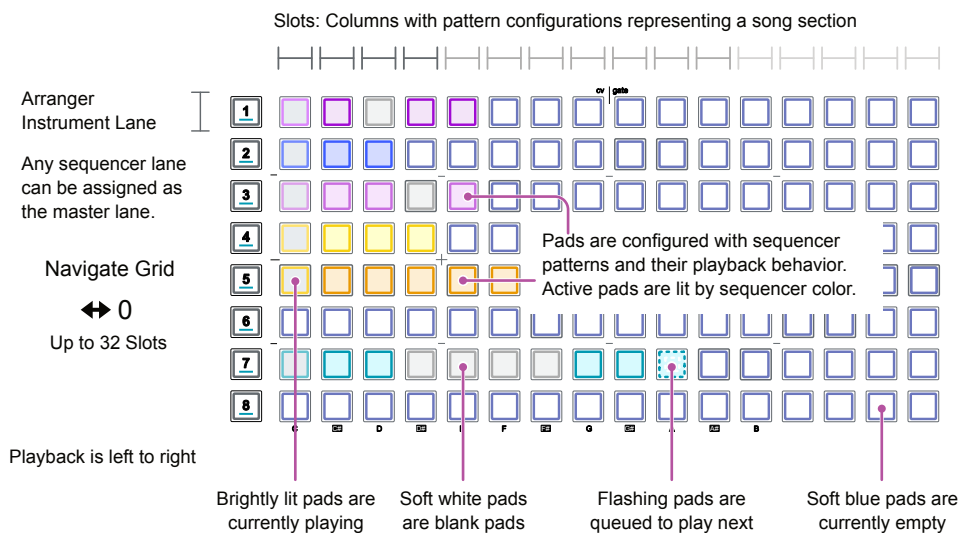 Slots: Columns with pattern configurations representing a song section
cv gate
Arranger
Instrument Lane
Any sequencer lane
can be assigned as
the master lane.
Navigate Grid
0
Up to 32 Slots
Playback is left to right
1
2
3
4
5
6
7
8
Pads are configured with sequencer
patterns and their playback behavior.
Active pads are lit by sequencer color.
C C# D D# E F F# G G# A A# B
Brightly lit pads are
currently playing
Soft white pads
are blank pads
Flashing pads are
queued to play next
Soft blue pads are
currently empty